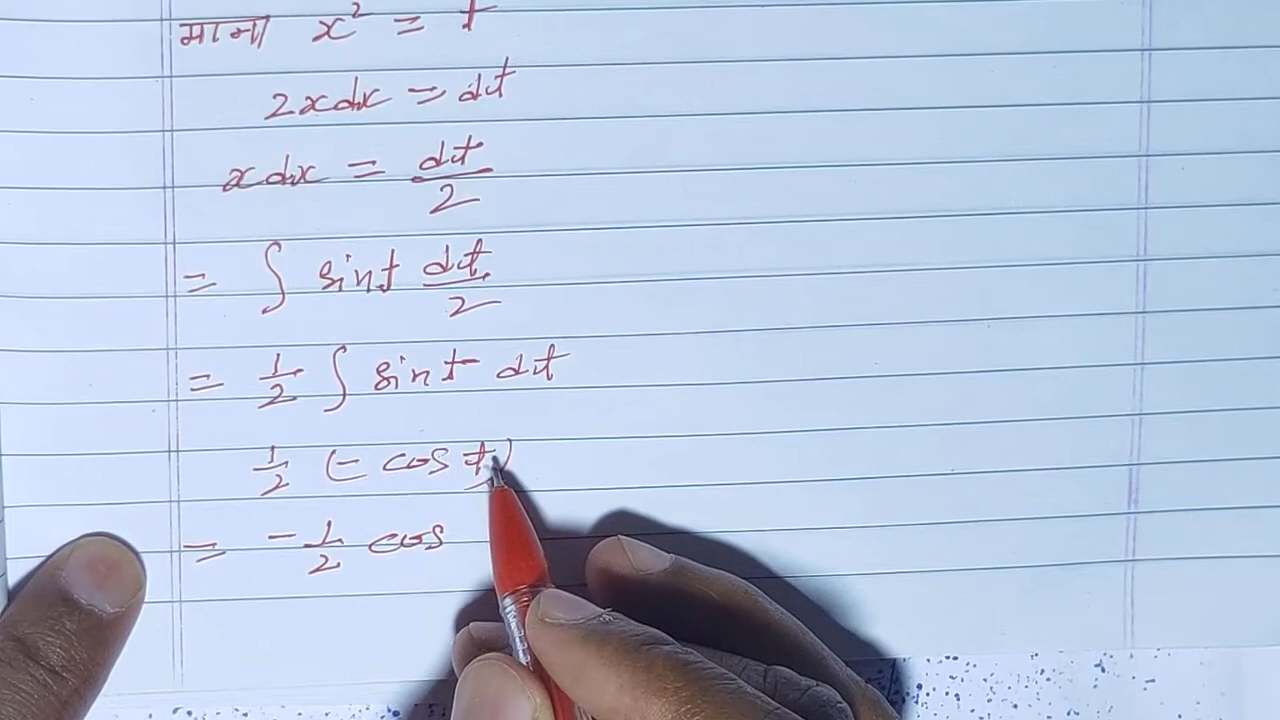 माना x² = t
2xdx = dt
xdx = dt/2
= ∫ sint dt/2
= 1/2 ∫ sint dt
1/2 (- cos t)
= -1/2 cos